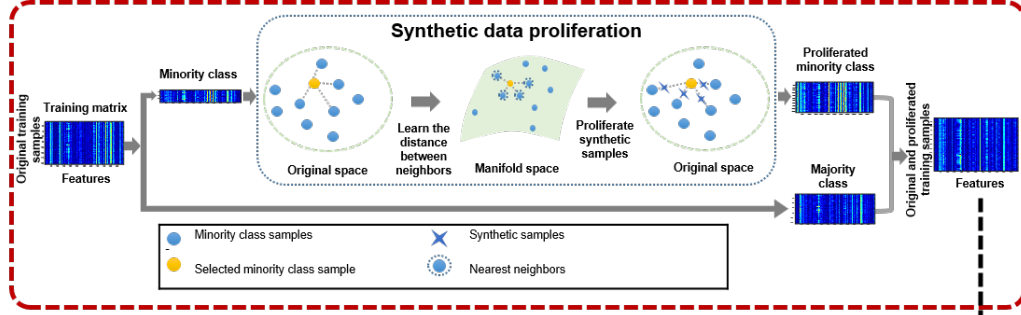 Synthetic data proliferation
Original training
samples
Training matrix
Features
Minority class
Original space
Learn the
distance
between
neighbors
Manifold space
Proliferate
synthetic
samples
Original space
Proliferated
minority class
Majority
class
Original and proliferated
training samples
Features
Minority class samples
Synthetic samples
Selected minority class sample
Nearest neighbors